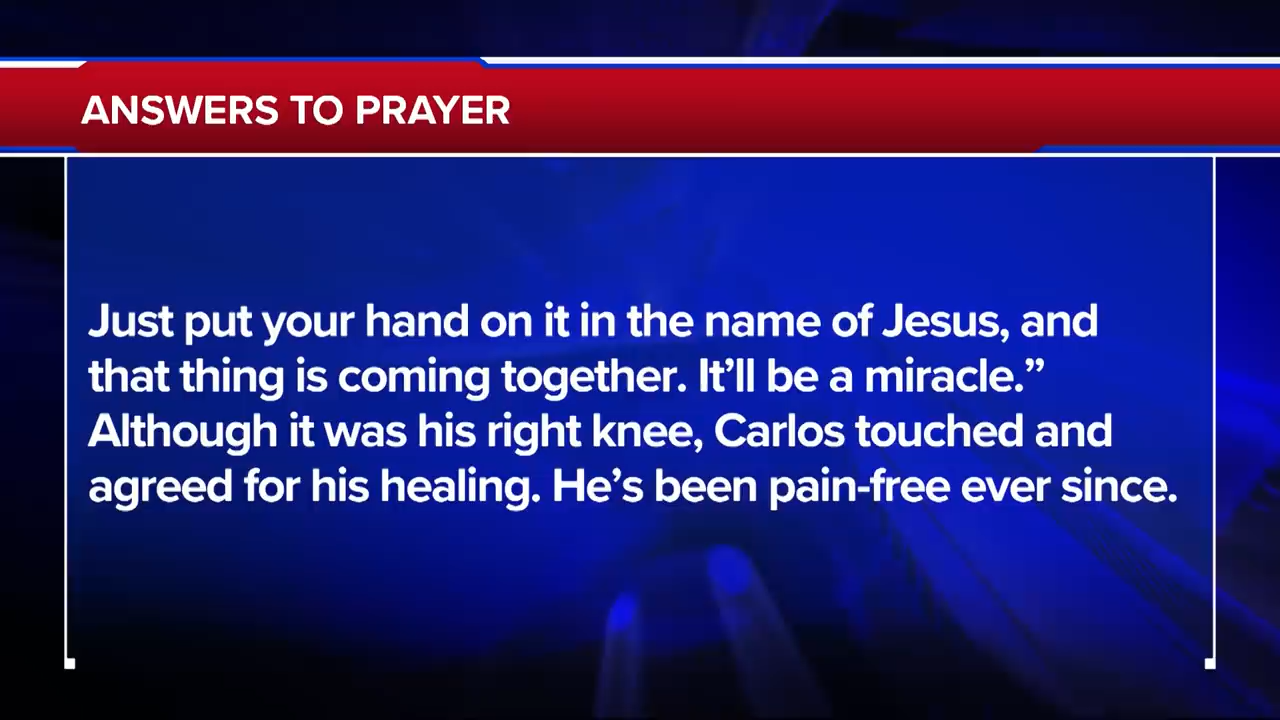 ANSWERS TO PRAYER
Just put your hand on it in the name of Jesus, and
that thing is coming together. It’ll be a miracle.”
Although it was his right knee, Carlos touched and
agreed for his healing. He’s been pain-free ever since.